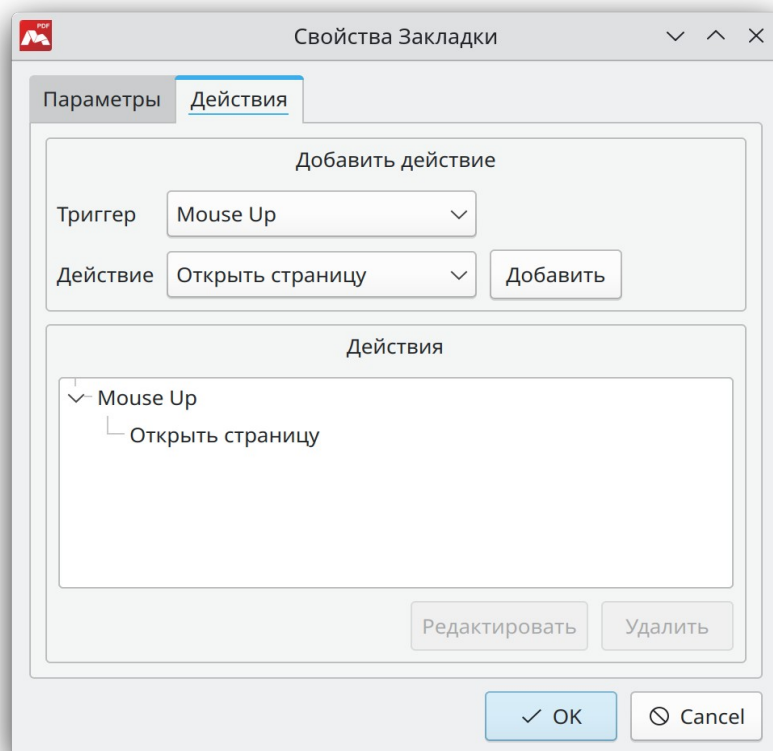 PDF
Свойства Закладки
Параметры
Действия
Добавить действие
Триггер
Mouse Up
Действие
Открыть страницу
Добавить
Действия
Mouse Up
Открыть страницу
Редактировать
Удалить
OK
Cancel